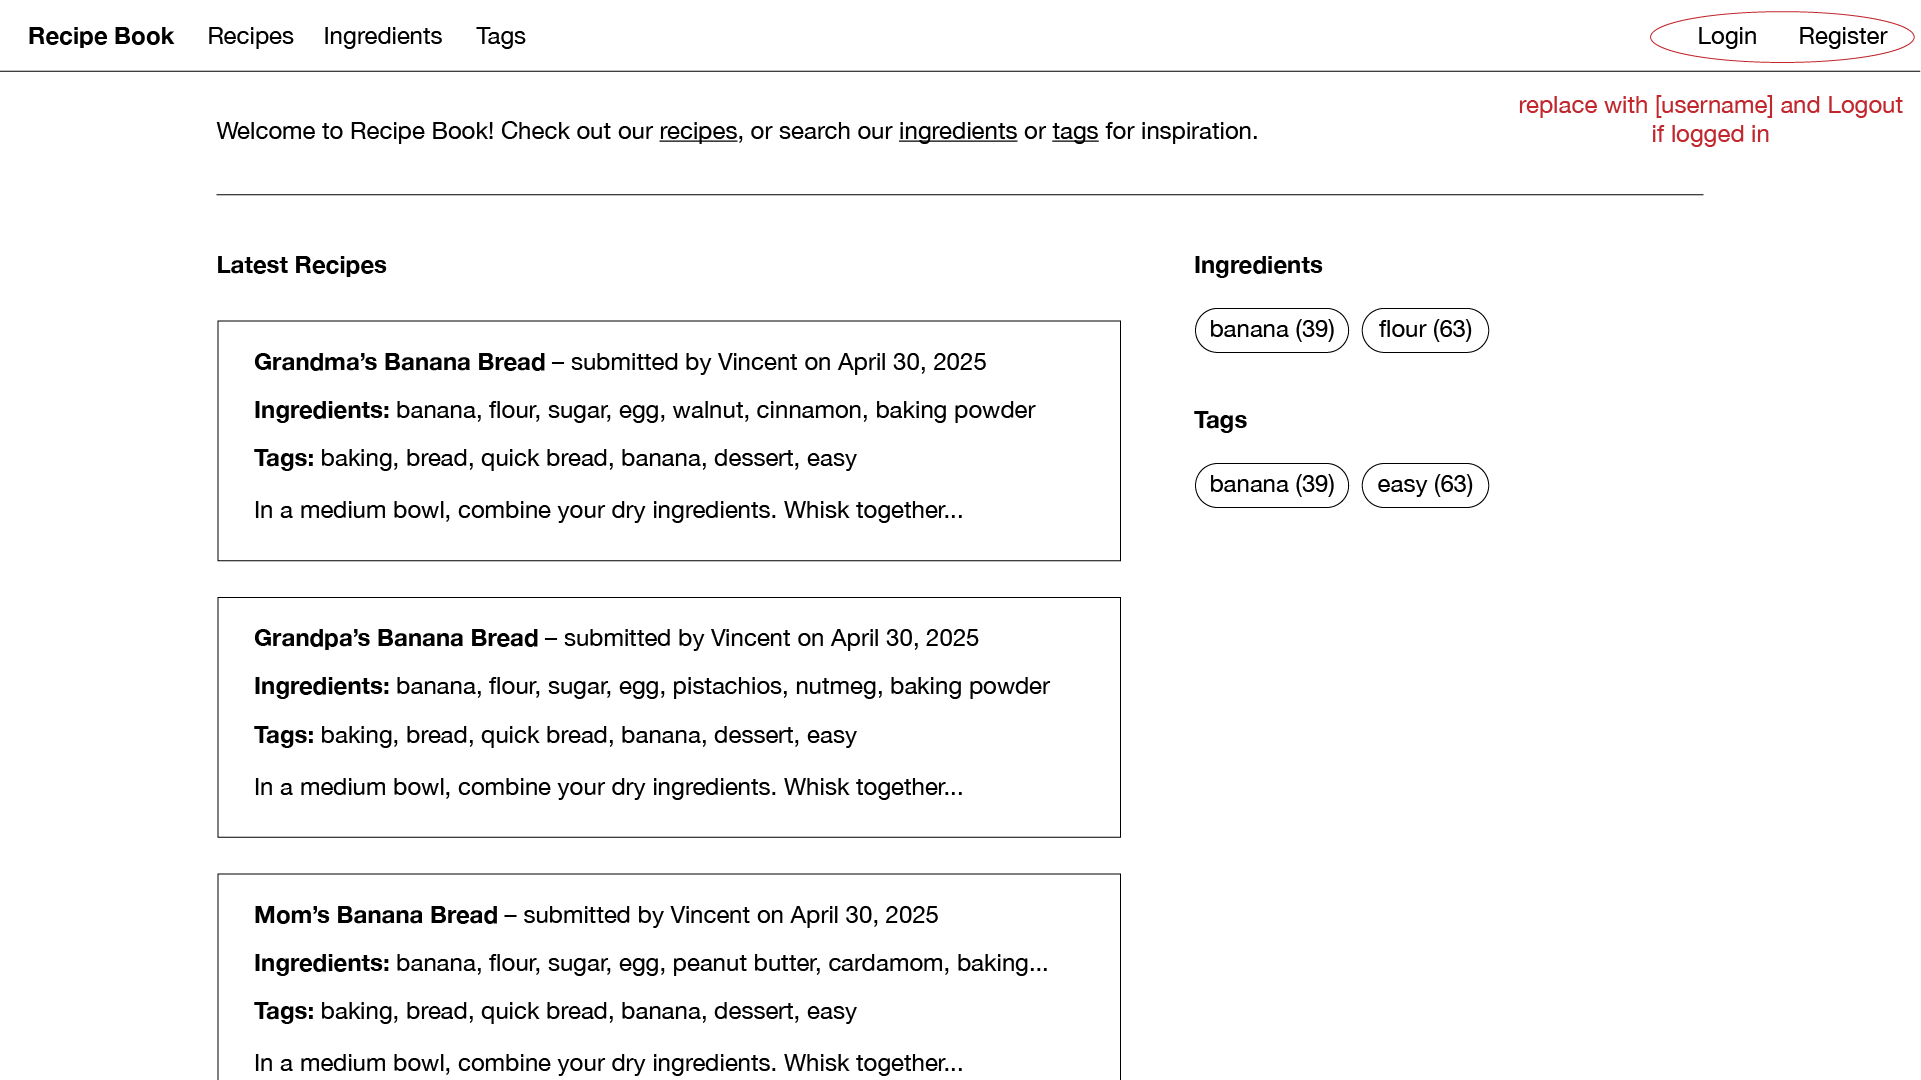 Recipe Book Recipes Ingredients Tags Login Register
replace with [username] and Logout
if logged in
Welcome to Recipe Book! Check out our recipes, or search our ingredients or tags for inspiration.
Latest Recipes
Grandma’s Banana Bread – submitted by Vincent on April 30, 2025
Ingredients: banana, flour, sugar, egg, walnut, cinnamon, baking powder
Tags: baking, bread, quick bread, banana, dessert, easy
In a medium bowl, combine your dry ingredients. Whisk together...
Grandpa’s Banana Bread – submitted by Vincent on April 30, 2025
Ingredients: banana, flour, sugar, egg, pistachios, nutmeg, baking powder
Tags: baking, bread, quick bread, banana, dessert, easy
In a medium bowl, combine your dry ingredients. Whisk together...
Mom’s Banana Bread – submitted by Vincent on April 30, 2025
Ingredients: banana, flour, sugar, egg, peanut butter, cardamom, baking...
Tags: baking, bread, quick bread, banana, dessert, easy
In a medium bowl, combine your dry ingredients. Whisk together...
Ingredients
banana (39) flour (63)
Tags
banana (39) easy (63)